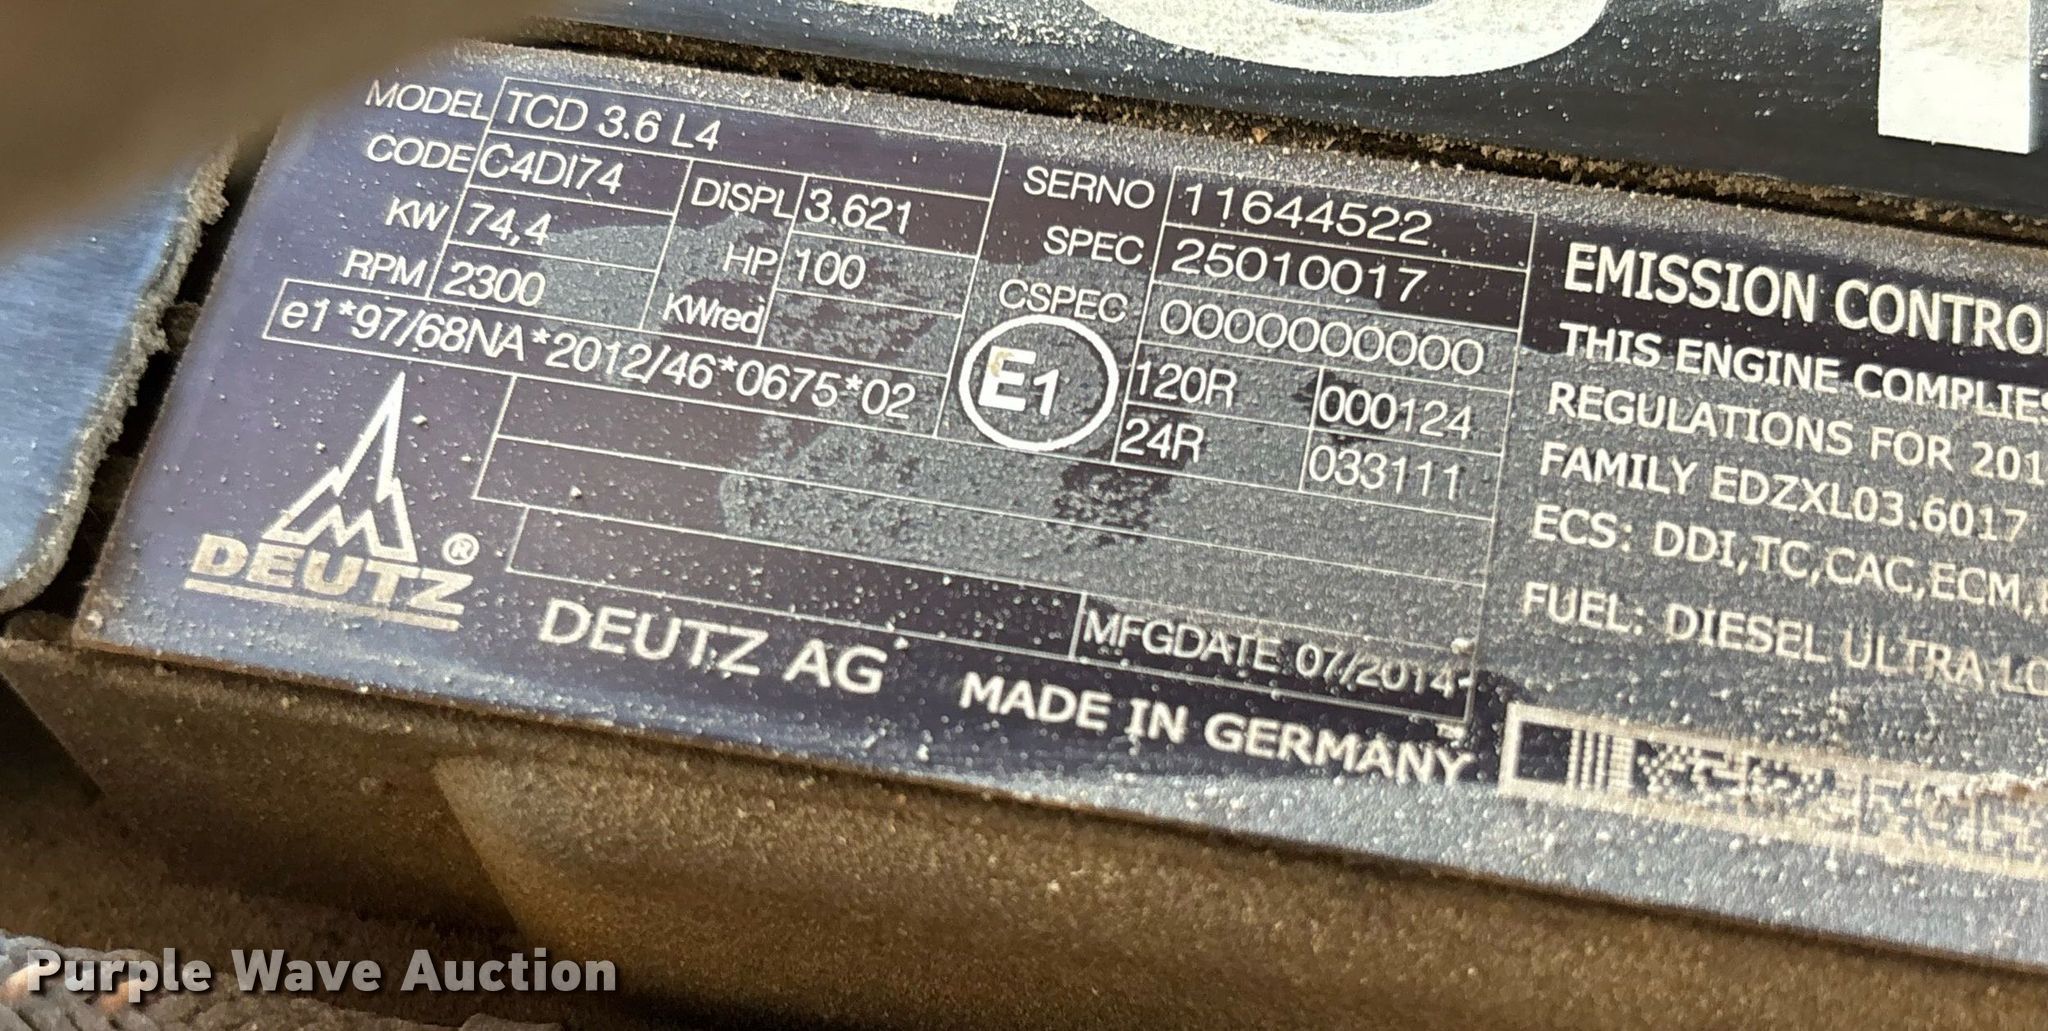 MODEL TCD 3.6 L4
CODE C4DI74 DISPL 3.621
KW 74,4 HP 100
RPM 2300 KWred
e1*97/68NA*2012/46*0675*02
SERNO 11644522
SPEC 25010017
CSPEC 0000000000
E1 120R 000124
24R 033111
DEUTZ ®
DEUTZ AG
MFGDATE 07/2014
MADE IN GERMANY
EMISSION CONTRO
THIS ENGINE COMPLIES
REGULATIONS FOR 201
FAMILY EDZXL03.6017
ECS: DDI,TC,CAC,ECM,
FUEL: DIESEL ULTRA LO
Purple Wave Auction